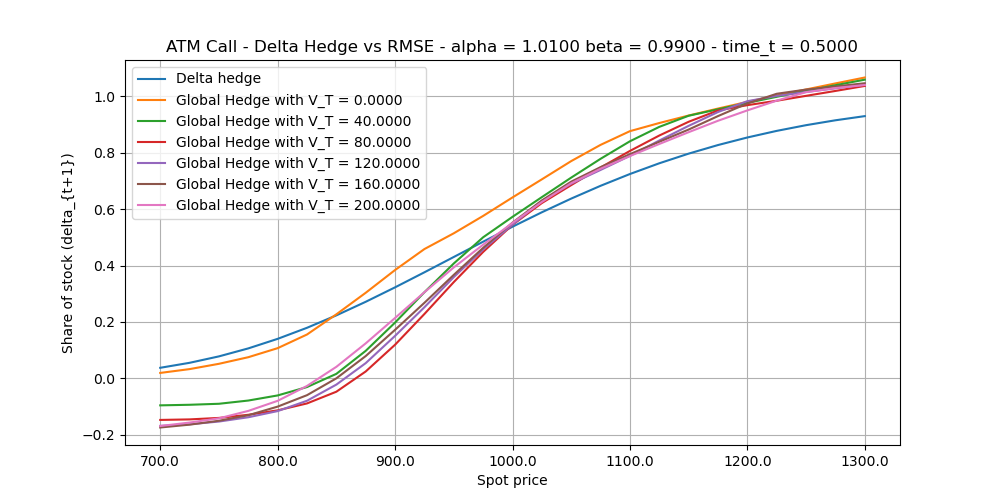 ATM Call - Delta Hedge vs RMSE - alpha = 1.0100 beta = 0.9900 - time_t = 0.5000
Delta hedge
Global Hedge with V_T = 0.0000
Global Hedge with V_T = 40.0000
Global Hedge with V_T = 80.0000
Global Hedge with V_T = 120.0000
Global Hedge with V_T = 160.0000
Global Hedge with V_T = 200.0000
Share of stock (delta_{t+1})
1.0
0.8
0.6
0.4
0.2
0.0
−0.2
700.0 800.0 900.0 1000.0 1100.0 1200.0 1300.0
Spot price